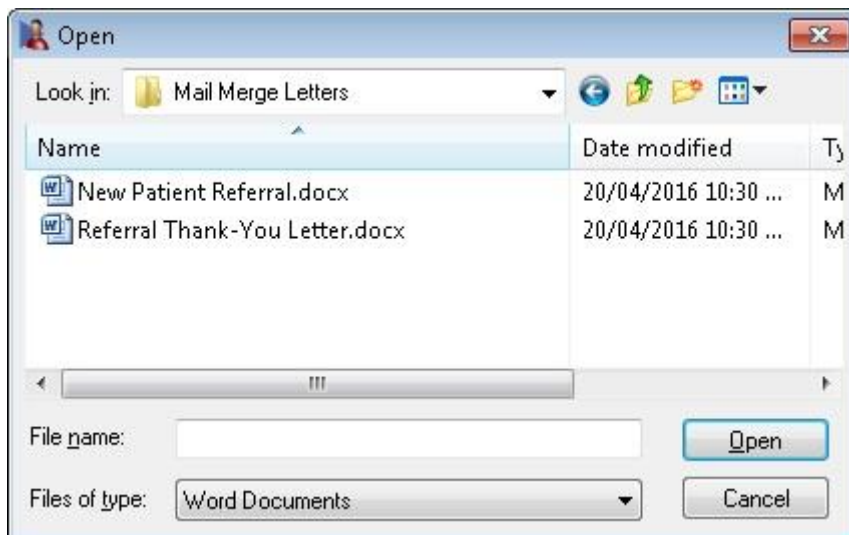 Open
Look in: Mail Merge Letters
Name Date modified Ty
New Patient Referral.docx 20/04/2016 10:30 ... M
Referral Thank-You Letter.docx 20/04/2016 10:30 ... M
File name: Open
Files of type: Word Documents Cancel